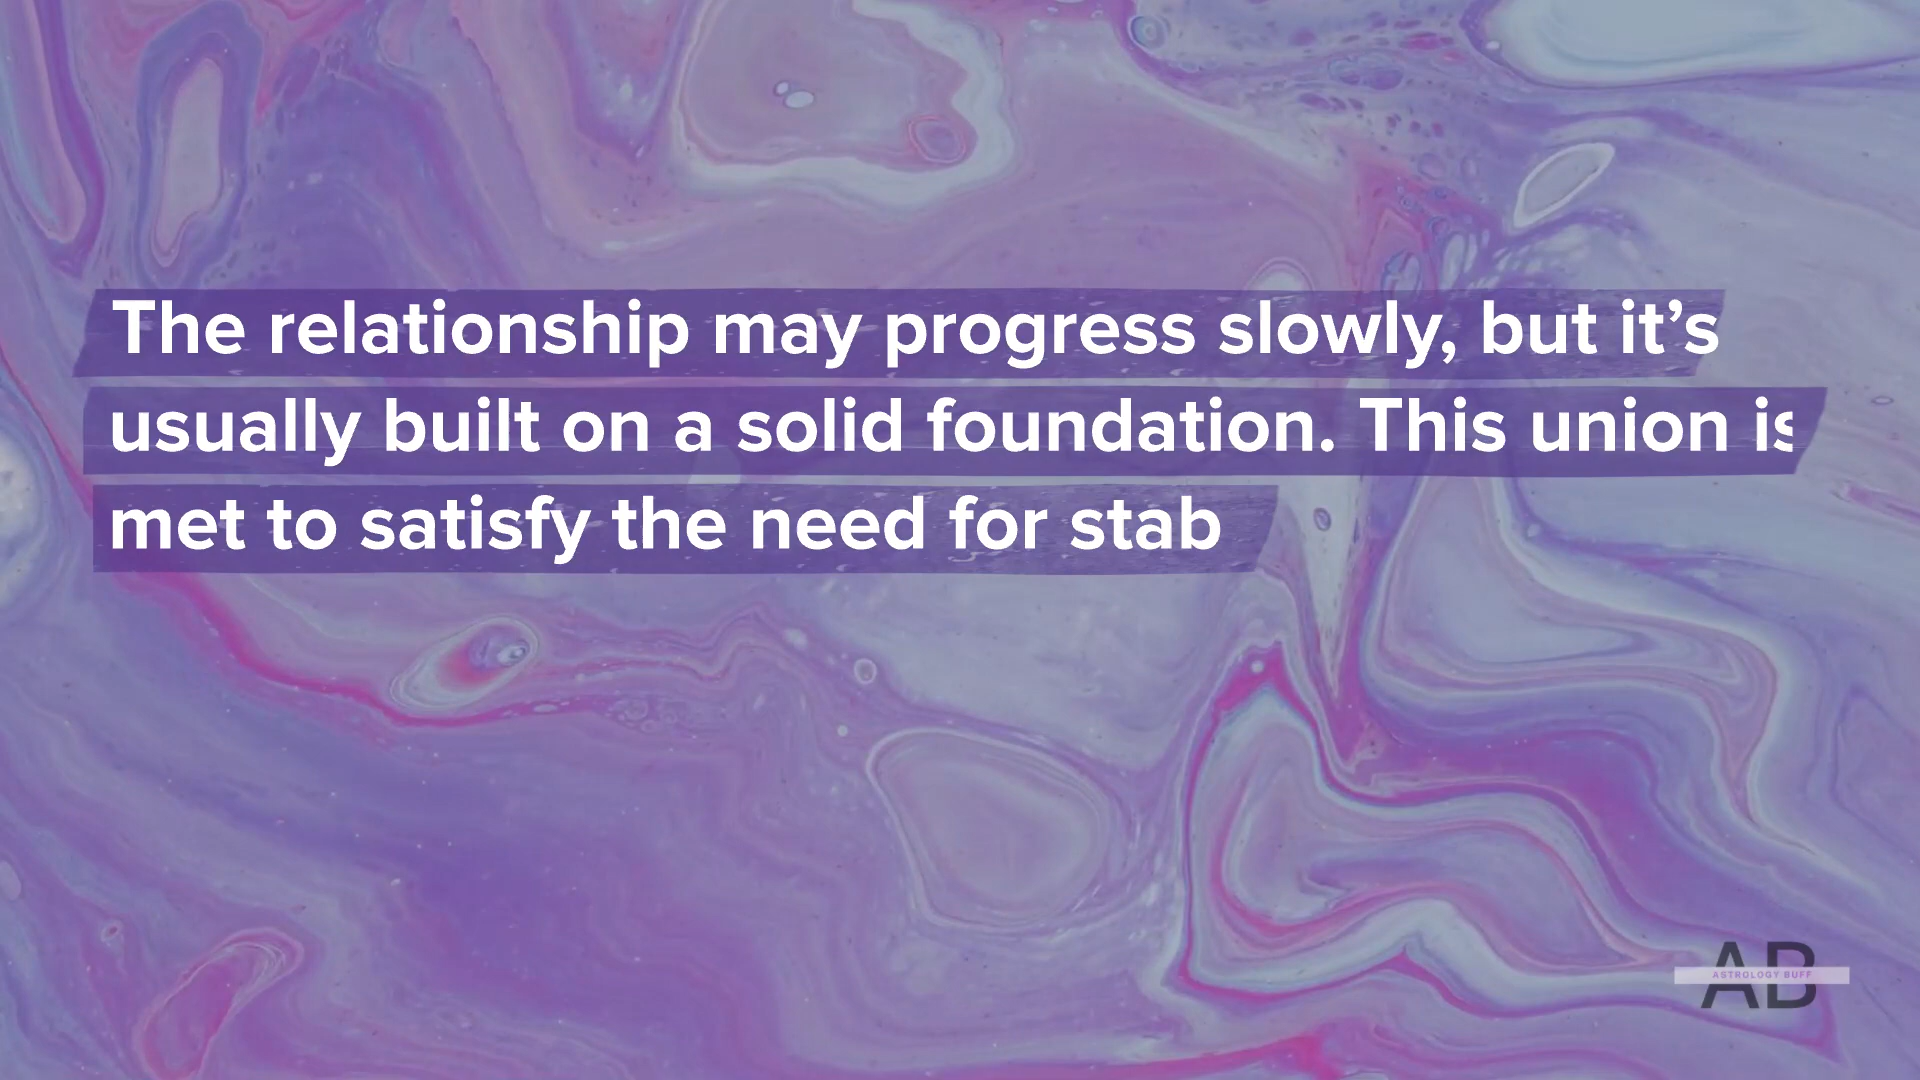 The relationship may progress slowly, but it’s
usually built on a solid foundation. This union is
met to satisfy the need for stab
AB
ASTROLOGY BUFF